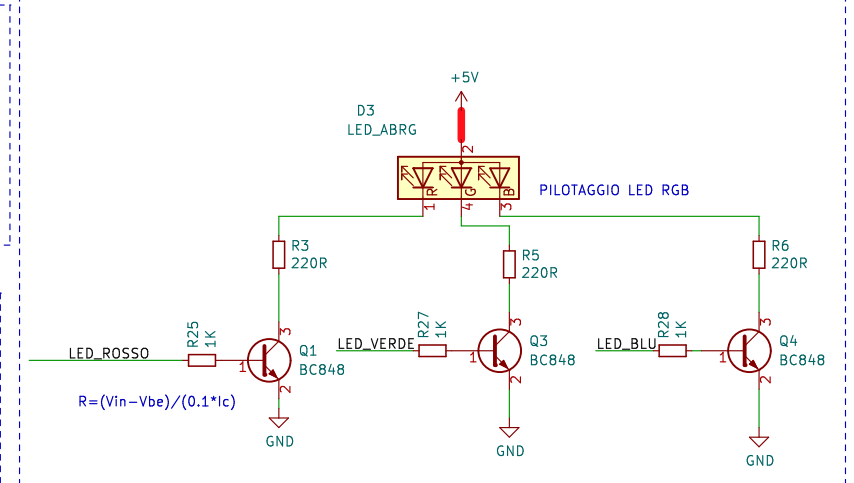 +5V
D3
LED_ABRG
2
R
G
B
1
4
3
PILOTAGGIO LED RGB
R3
220R
R5
220R
R6
220R
R25
1K
R27
1K
R28
1K
LED_ROSSO
LED_VERDE
LED_BLU
3
1
2
Q1
BC848
3
1
2
Q3
BC848
3
1
2
Q4
BC848
R=(Vin-Vbe)/(0.1*Ic)
GND
GND
GND